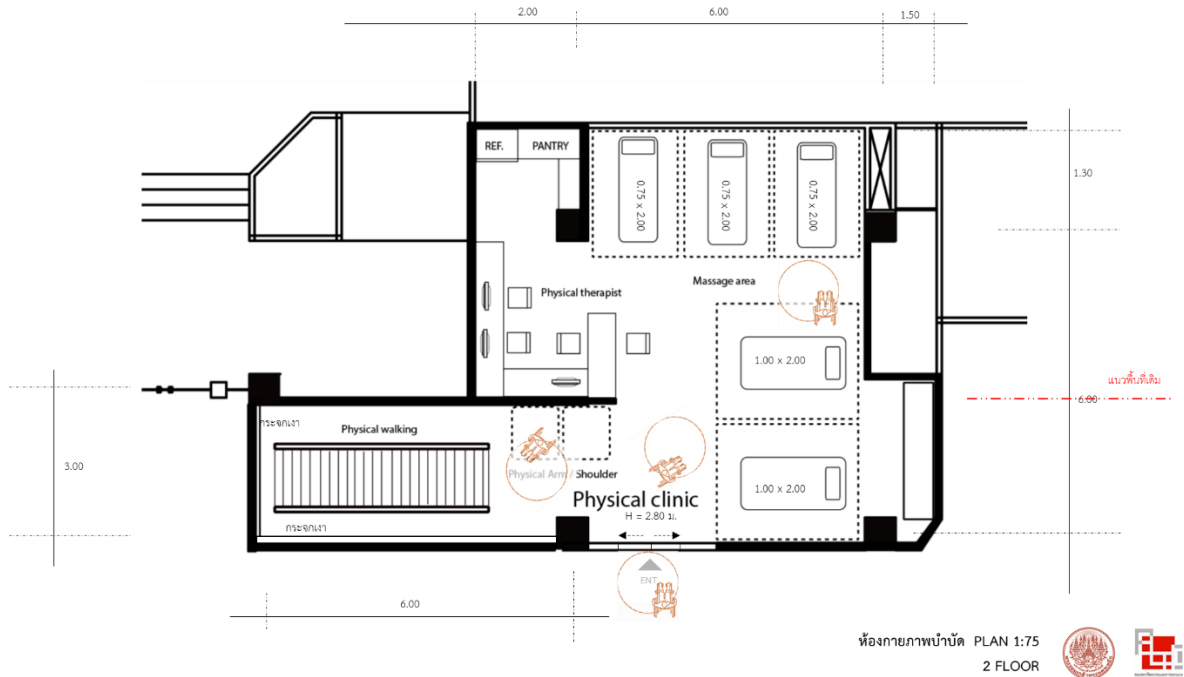 2.00
6.00
1.50
REF.
PANTRY
1.30
0.75 x 2.00
0.75 x 2.00
0.75 x 2.00
Massage area
Physical therapist
1.00 x 2.00
แนวพื้นที่เดิม
6.00
กระจกเงา
Physical walking
3.00
Physical Arm / Shoulder
1.00 x 2.00
Physical clinic
H = 2.80 ม.
กระจกเงา
ENT.
6.00
ห้องกายภาพบำบัด PLAN 1:75
2 FLOOR